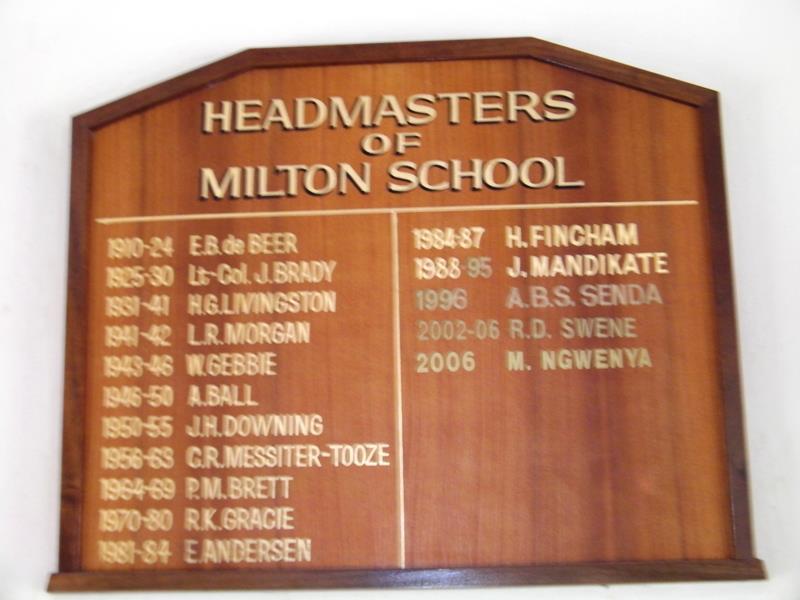 HEADMASTERS
OF
MILTON SCHOOL
1910-24 E.B. de BEER
1925-30 Lt-Col. J. BRADY
1931-41 H.G. LIVINGSTON
1941-42 L.R. MORGAN
1943-46 W. GEBBIE
1946-50 A. BALL
1950-55 J.H. DOWNING
1956-63 C.R. MESSITER-TOOZE
1964-69 P.M. BRETT
1970-80 R.K. GRACIE
1981-84 E. ANDERSEN
1984-87 H. FINCHAM
1988-95 J. MANDIKATE
1996 A.B.S. SENDA
2002-06 R.D. SWENE
2006 M. NGWENYA